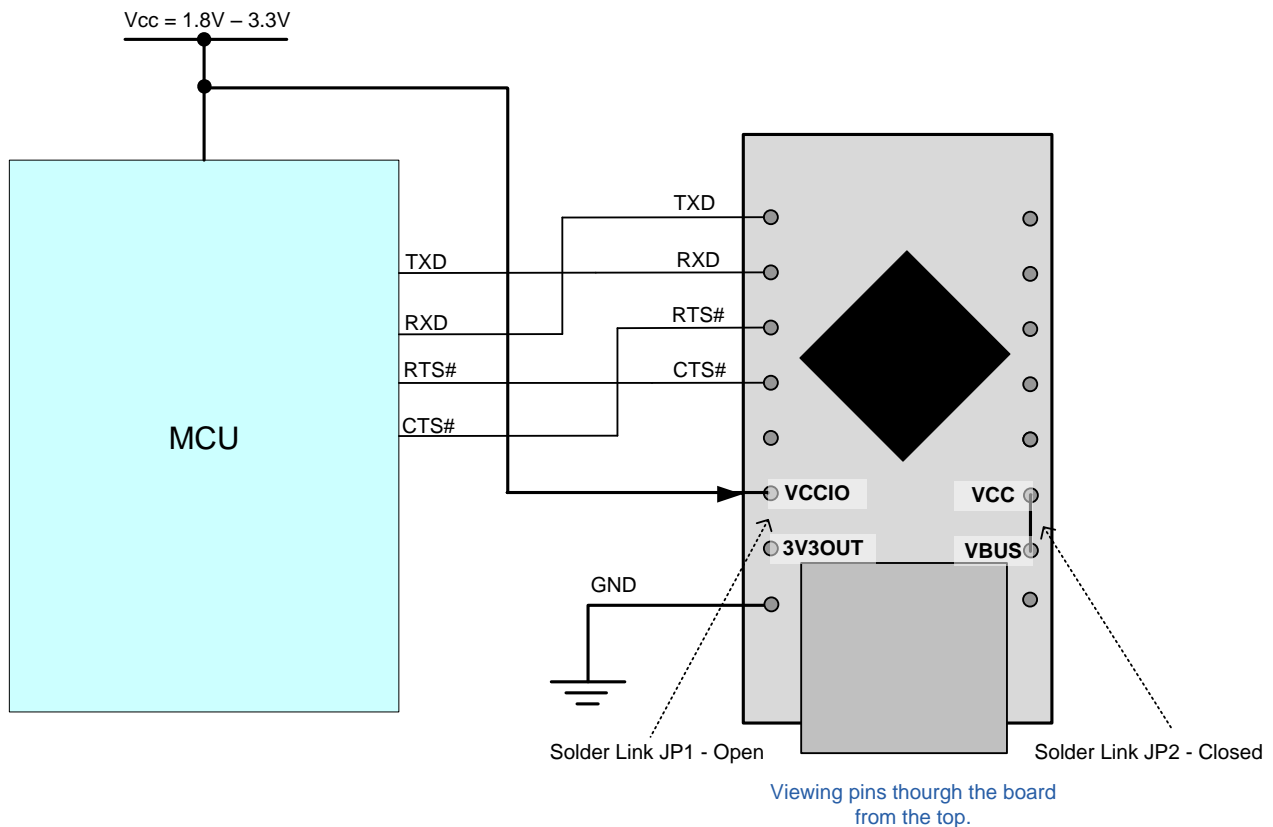 Vcc = 1.8V – 3.3V
TXD
TXD
RXD
RXD
RTS#
RTS#
CTS#
CTS#
MCU
VCCIO
VCC
3V3OUT
VBUS
GND
Solder Link JP1 - Open
Solder Link JP2 - Closed
Viewing pins thourgh the board
from the top.